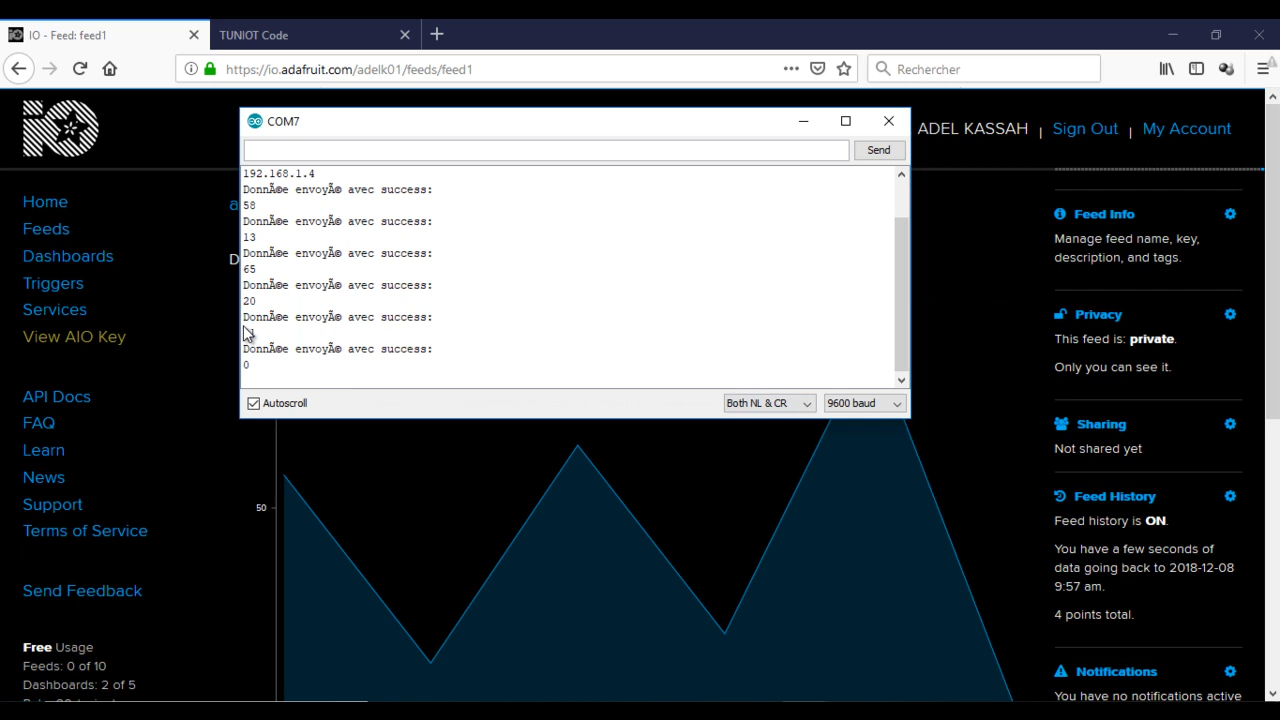 IO - Feed: feed1
TUNIOT Code
https://io.adafruit.com/adelk01/feeds/feed1
Rechercher
COM7
Send
192.168.1.4
DonnÃ©e envoyÃ© avec success:
58
DonnÃ©e envoyÃ© avec success:
13
DonnÃ©e envoyÃ© avec success:
65
DonnÃ©e envoyÃ© avec success:
20
DonnÃ©e envoyÃ© avec success:
DonnÃ©e envoyÃ© avec success:
0
Autoscroll
Both NL & CR
9600 baud
ADEL KASSAH | Sign Out | My Account
Home
Feeds
Dashboards
Triggers
Services
View AIO Key
API Docs
FAQ
Learn
News
Support
Terms of Service
Send Feedback
Free Usage
Feeds: 0 of 10
Dashboards: 2 of 5
50
Feed Info
Manage feed name, key,
description, and tags.
Privacy
This feed is: private.
Only you can see it.
Sharing
Not shared yet
Feed History
Feed history is ON.
You have a few seconds of
data going back to 2018-12-08
9:57 am.
4 points total.
Notifications
You have no notifications active